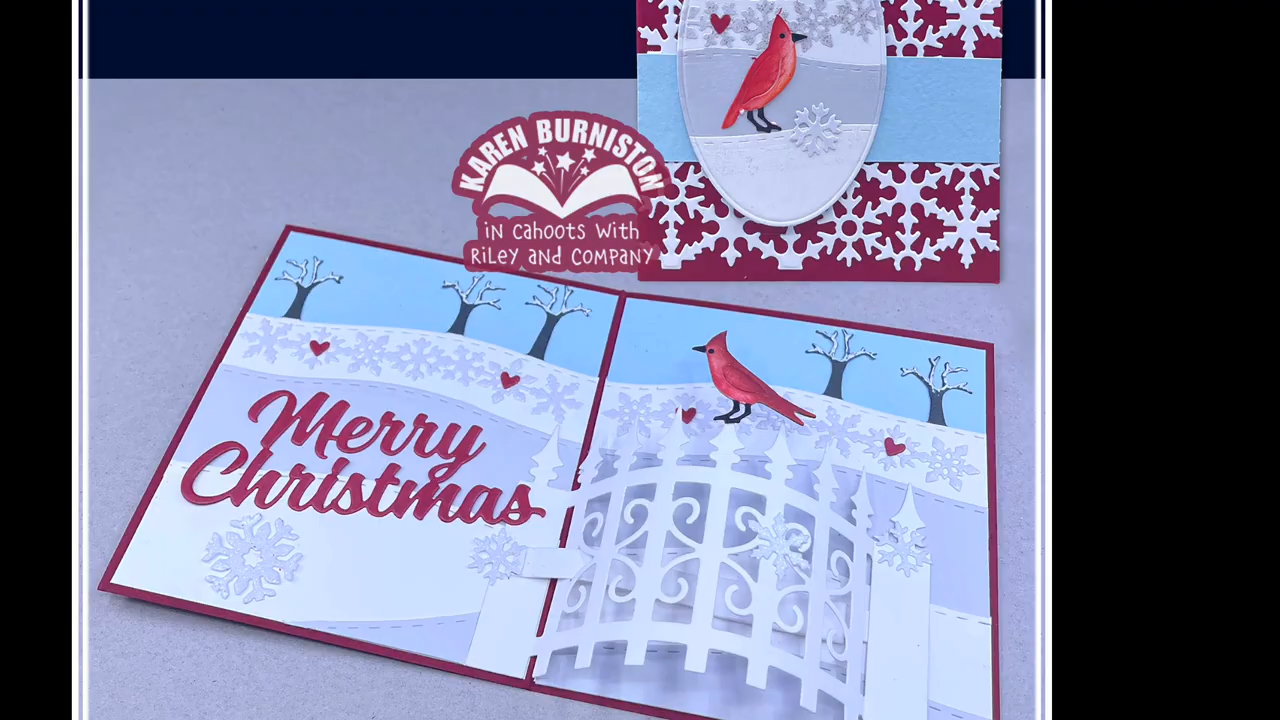 KAREN BURNISTON
in Cahoots With
Riley and Company
Merry
Christmas